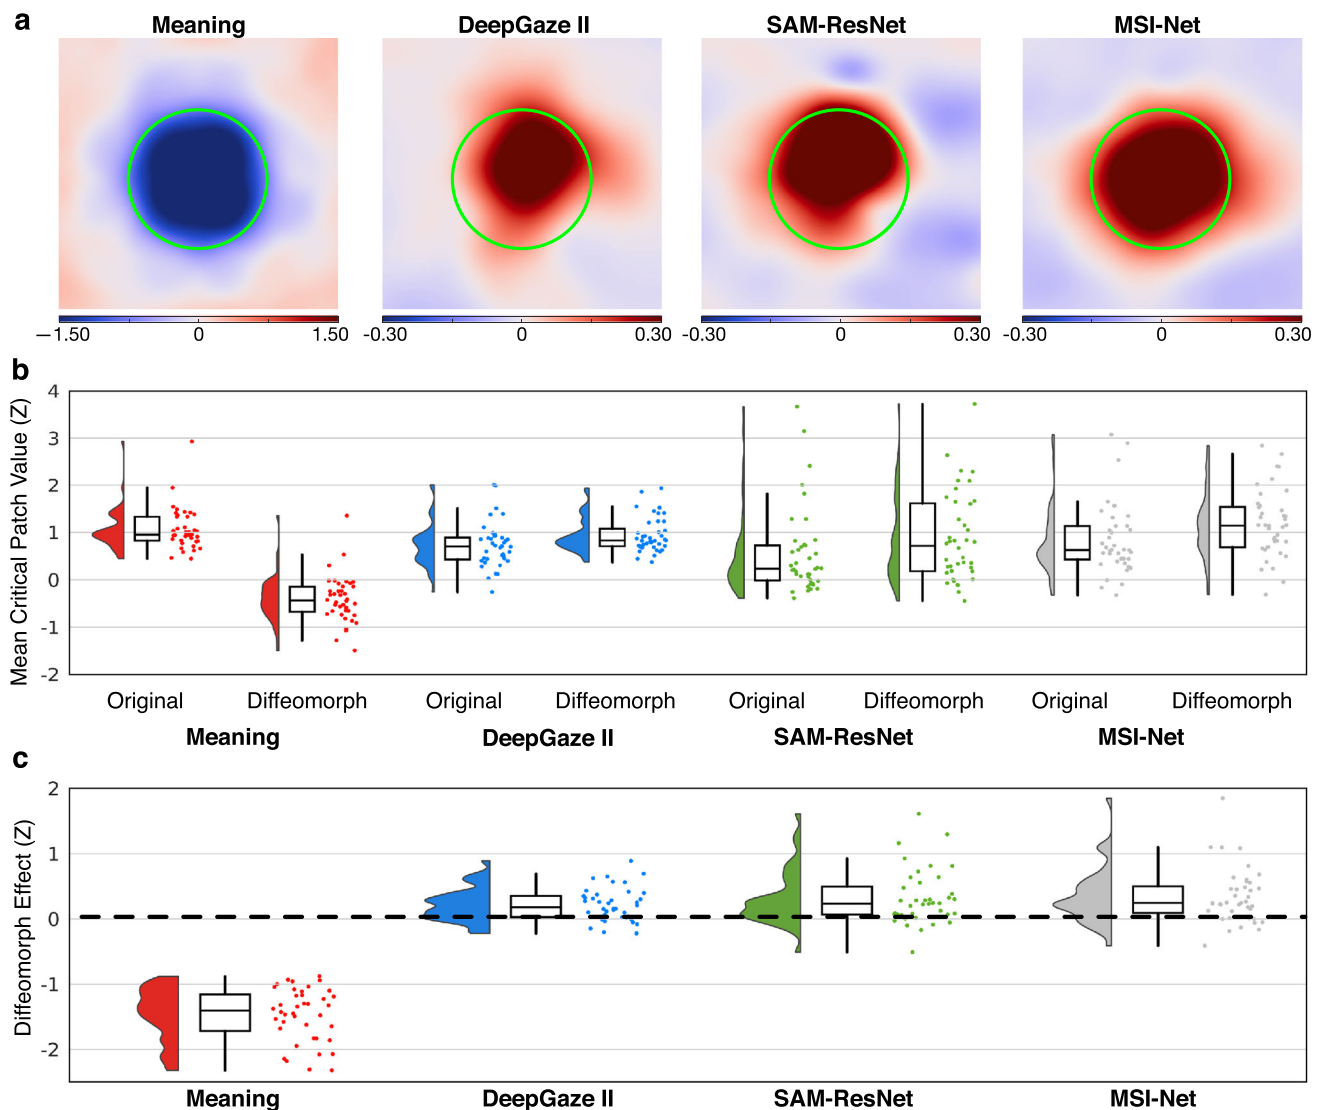 a
Meaning DeepGaze II SAM-ResNet MSI-Net
−1.50 0 1.50 -0.30 0 0.30 -0.30 0 0.30 -0.30 0 0.30
b
Mean Critical Patch Value (Z)
4
3
2
1
0
-1
-2
Original Diffeomorph Original Diffeomorph Original Diffeomorph Original Diffeomorph
Meaning DeepGaze II SAM-ResNet MSI-Net
c
Diffeomorph Effect (Z)
2
1
0
-1
-2
Meaning DeepGaze II SAM-ResNet MSI-Net